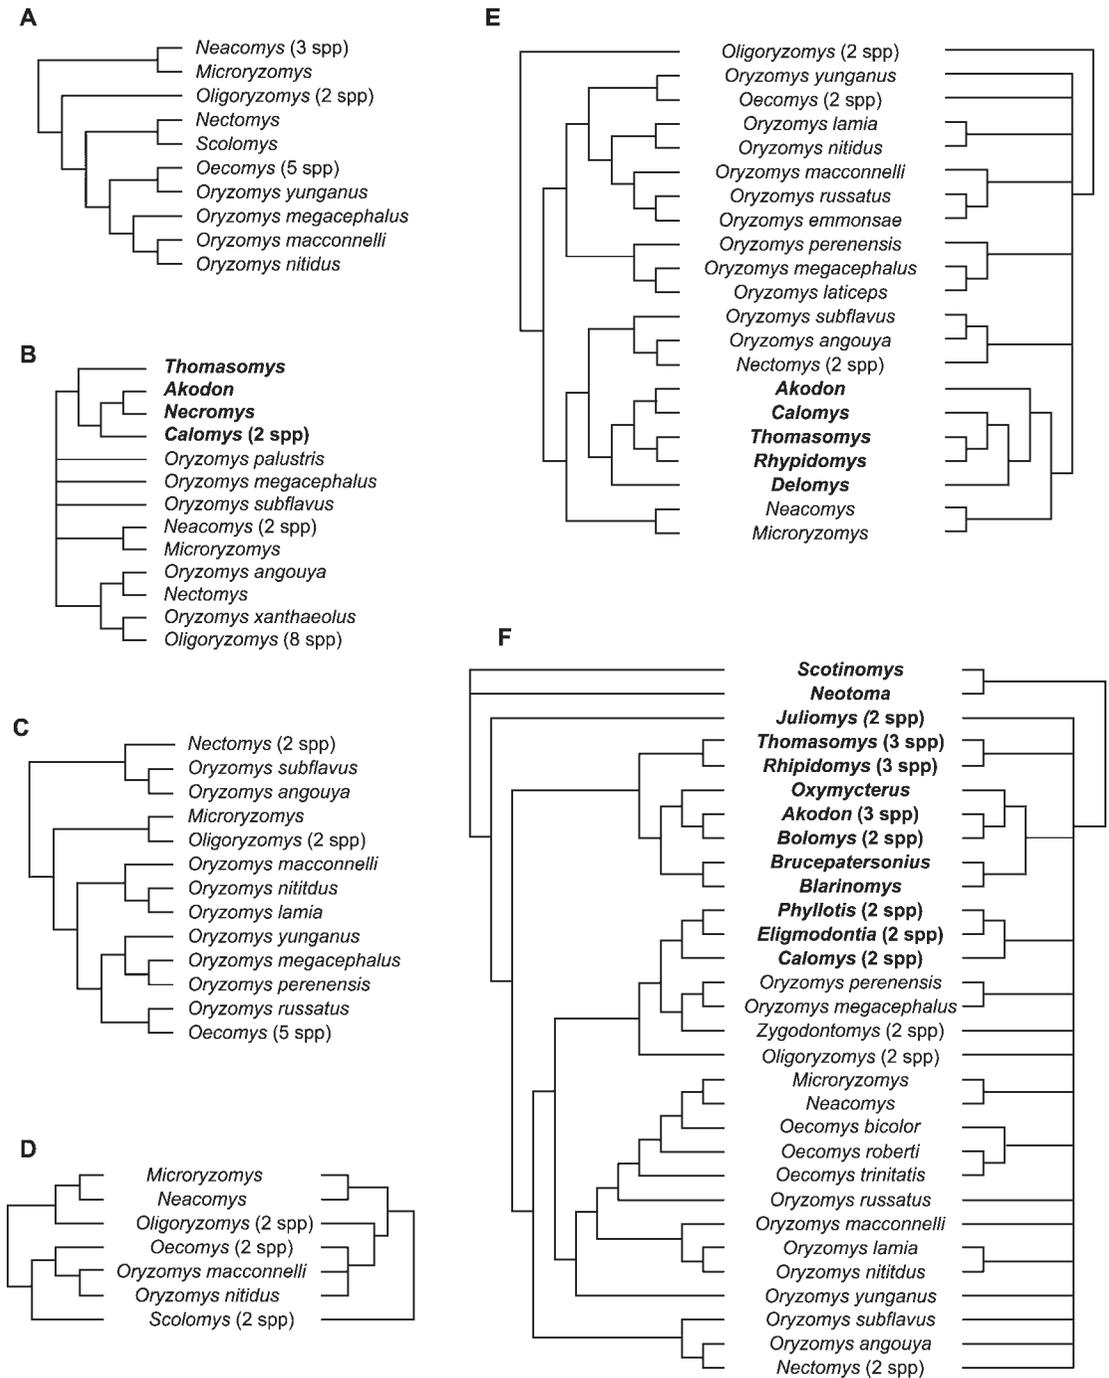 A
Neacomys (3 spp)
Microryzomys
Oligoryzomys (2 spp)
Nectomys
Scolomys
Oecomys (5 spp)
Oryzomys yunganus
Oryzomys megacephalus
Oryzomys macconnelli
Oryzomys nitidus
B
Thomasomys
Akodon
Necromys
Calomys (2 spp)
Oryzomys palustris
Oryzomys megacephalus
Oryzomys subflavus
Neacomys (2 spp)
Microryzomys
Oryzomys angouya
Nectomys
Oryzomys xanthaeolus
Oligoryzomys (8 spp)
C
Nectomys (2 spp)
Oryzomys subflavus
Oryzomys angouya
Microryzomys
Oligoryzomys (2 spp)
Oryzomys macconnelli
Oryzomys nititdus
Oryzomys lamia
Oryzomys yunganus
Oryzomys megacephalus
Oryzomys perenensis
Oryzomys russatus
Oecomys (5 spp)
D
Microryzomys
Neacomys
Oligoryzomys (2 spp)
Oecomys (2 spp)
Oryzomys macconnelli
Oryzomys nitidus
Scolomys (2 spp)
E
Oligoryzomys (2 spp)
Oryzomys yunganus
Oecomys (2 spp)
Oryzomys lamia
Oryzomys nitidus
Oryzomys macconnelli
Oryzomys russatus
Oryzomys emmonsae
Oryzomys perenensis
Oryzomys megacephalus
Oryzomys laticeps
Oryzomys subflavus
Oryzomys angouya
Nectomys (2 spp)
Akodon
Calomys
Thomasomys
Rhypidomys
Delomys
Neacomys
Microryzomys
F
Scotinomys
Neotoma
Juliomys (2 spp)
Thomasomys (3 spp)
Rhipidomys (3 spp)
Oxymycterus
Akodon (3 spp)
Bolomys (2 spp)
Brucepatersonius
Blarinomys
Phyllotis (2 spp)
Eligmodontia (2 spp)
Calomys (2 spp)
Oryzomys perenensis
Oryzomys megacephalus
Zygodontomys (2 spp)
Oligoryzomys (2 spp)
Microryzomys
Neacomys
Oecomys bicolor
Oecomys roberti
Oecomys trinitatis
Oryzomys russatus
Oryzomys macconnelli
Oryzomys lamia
Oryzomys nititdus
Oryzomys yunganus
Oryzomys subflavus
Oryzomys angouya
Nectomys (2 spp)